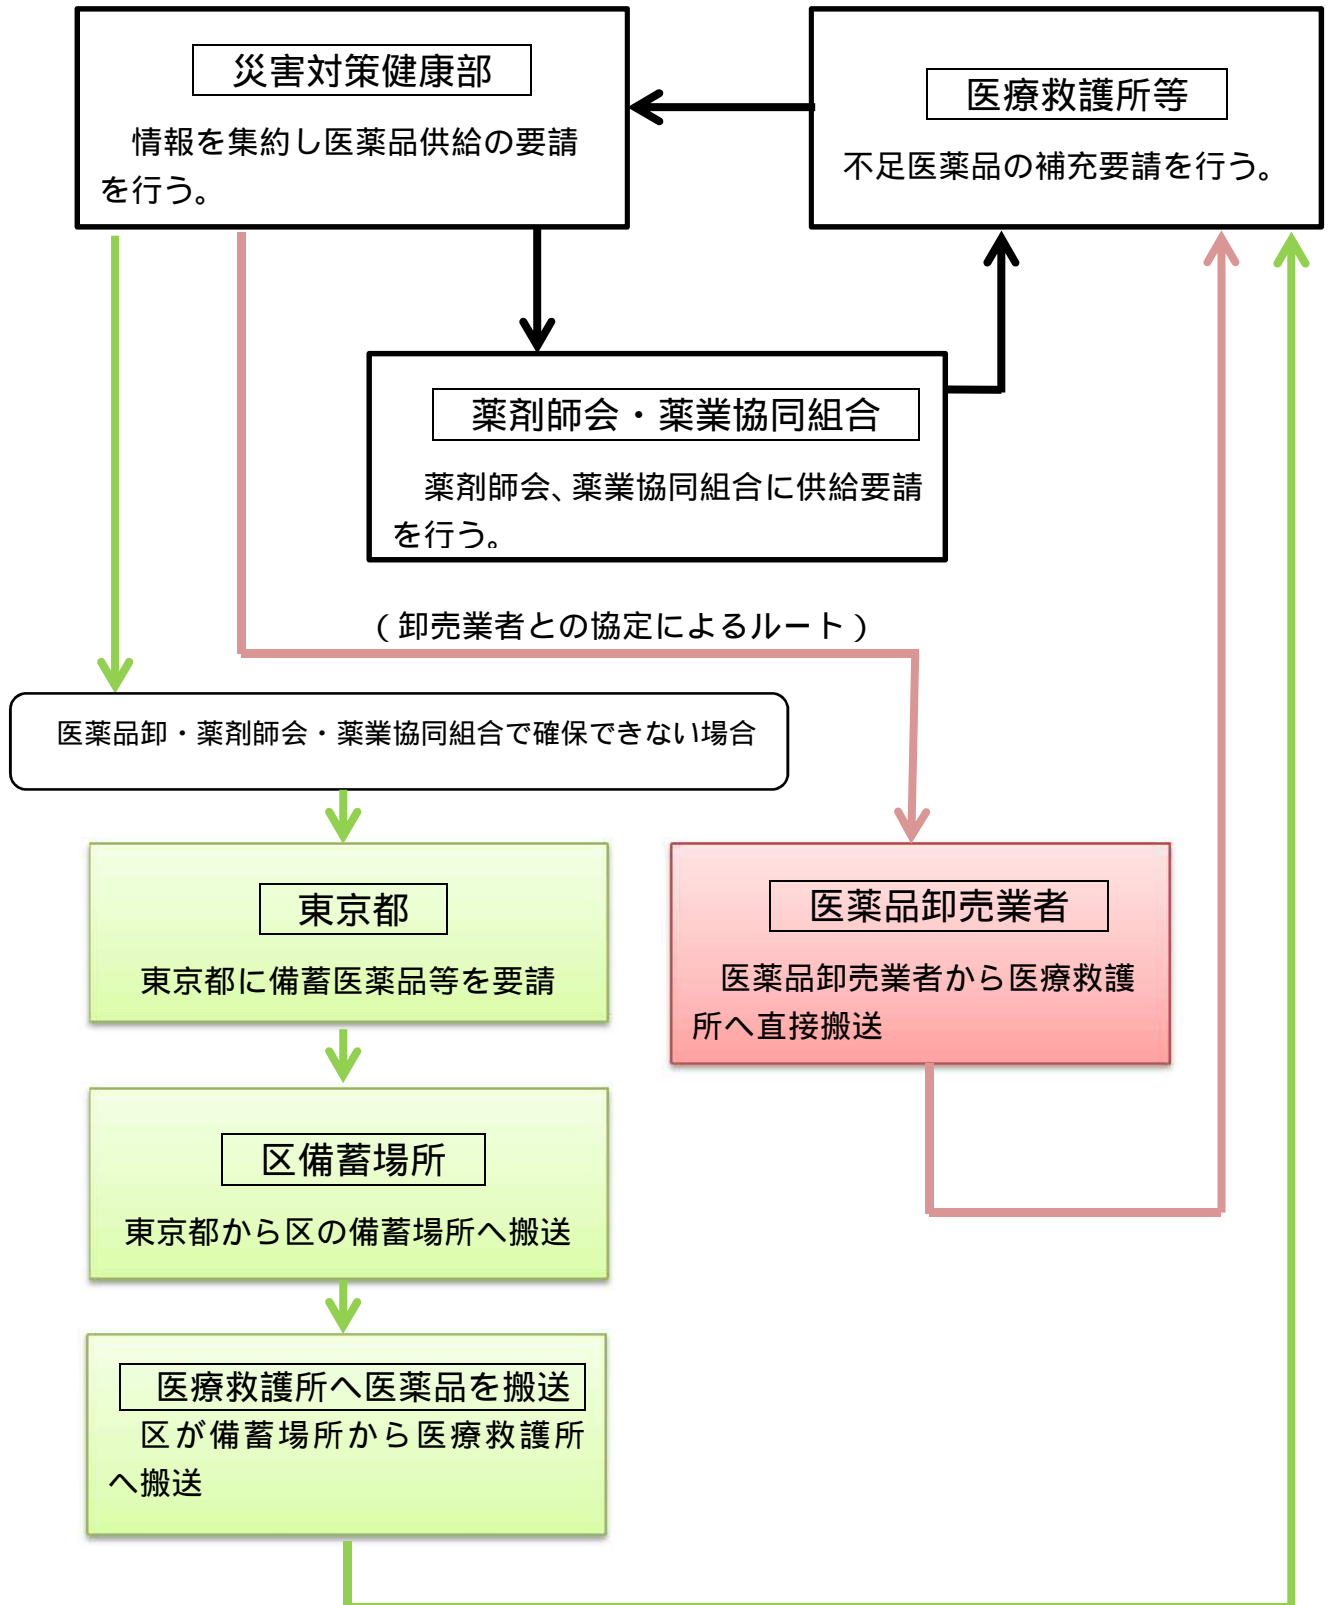 災害対策健康部
情報を集約し医薬品供給の要請
を行う。
医療救護所等
不足医薬品の補充要請を行う。
薬剤師会・薬業協同組合
薬剤師会、薬業協同組合に供給要請
を行う。
（卸売業者との協定によるルート）
医薬品卸・薬剤師会・薬業協同組合で確保できない場合
東京都
東京都に備蓄医薬品等を要請
医薬品卸売業者
医薬品卸売業者から医療救護
所へ直接搬送
区備蓄場所
東京都から区の備蓄場所へ搬送
医療救護所へ医薬品を搬送
区が備蓄場所から医療救護所
へ搬送